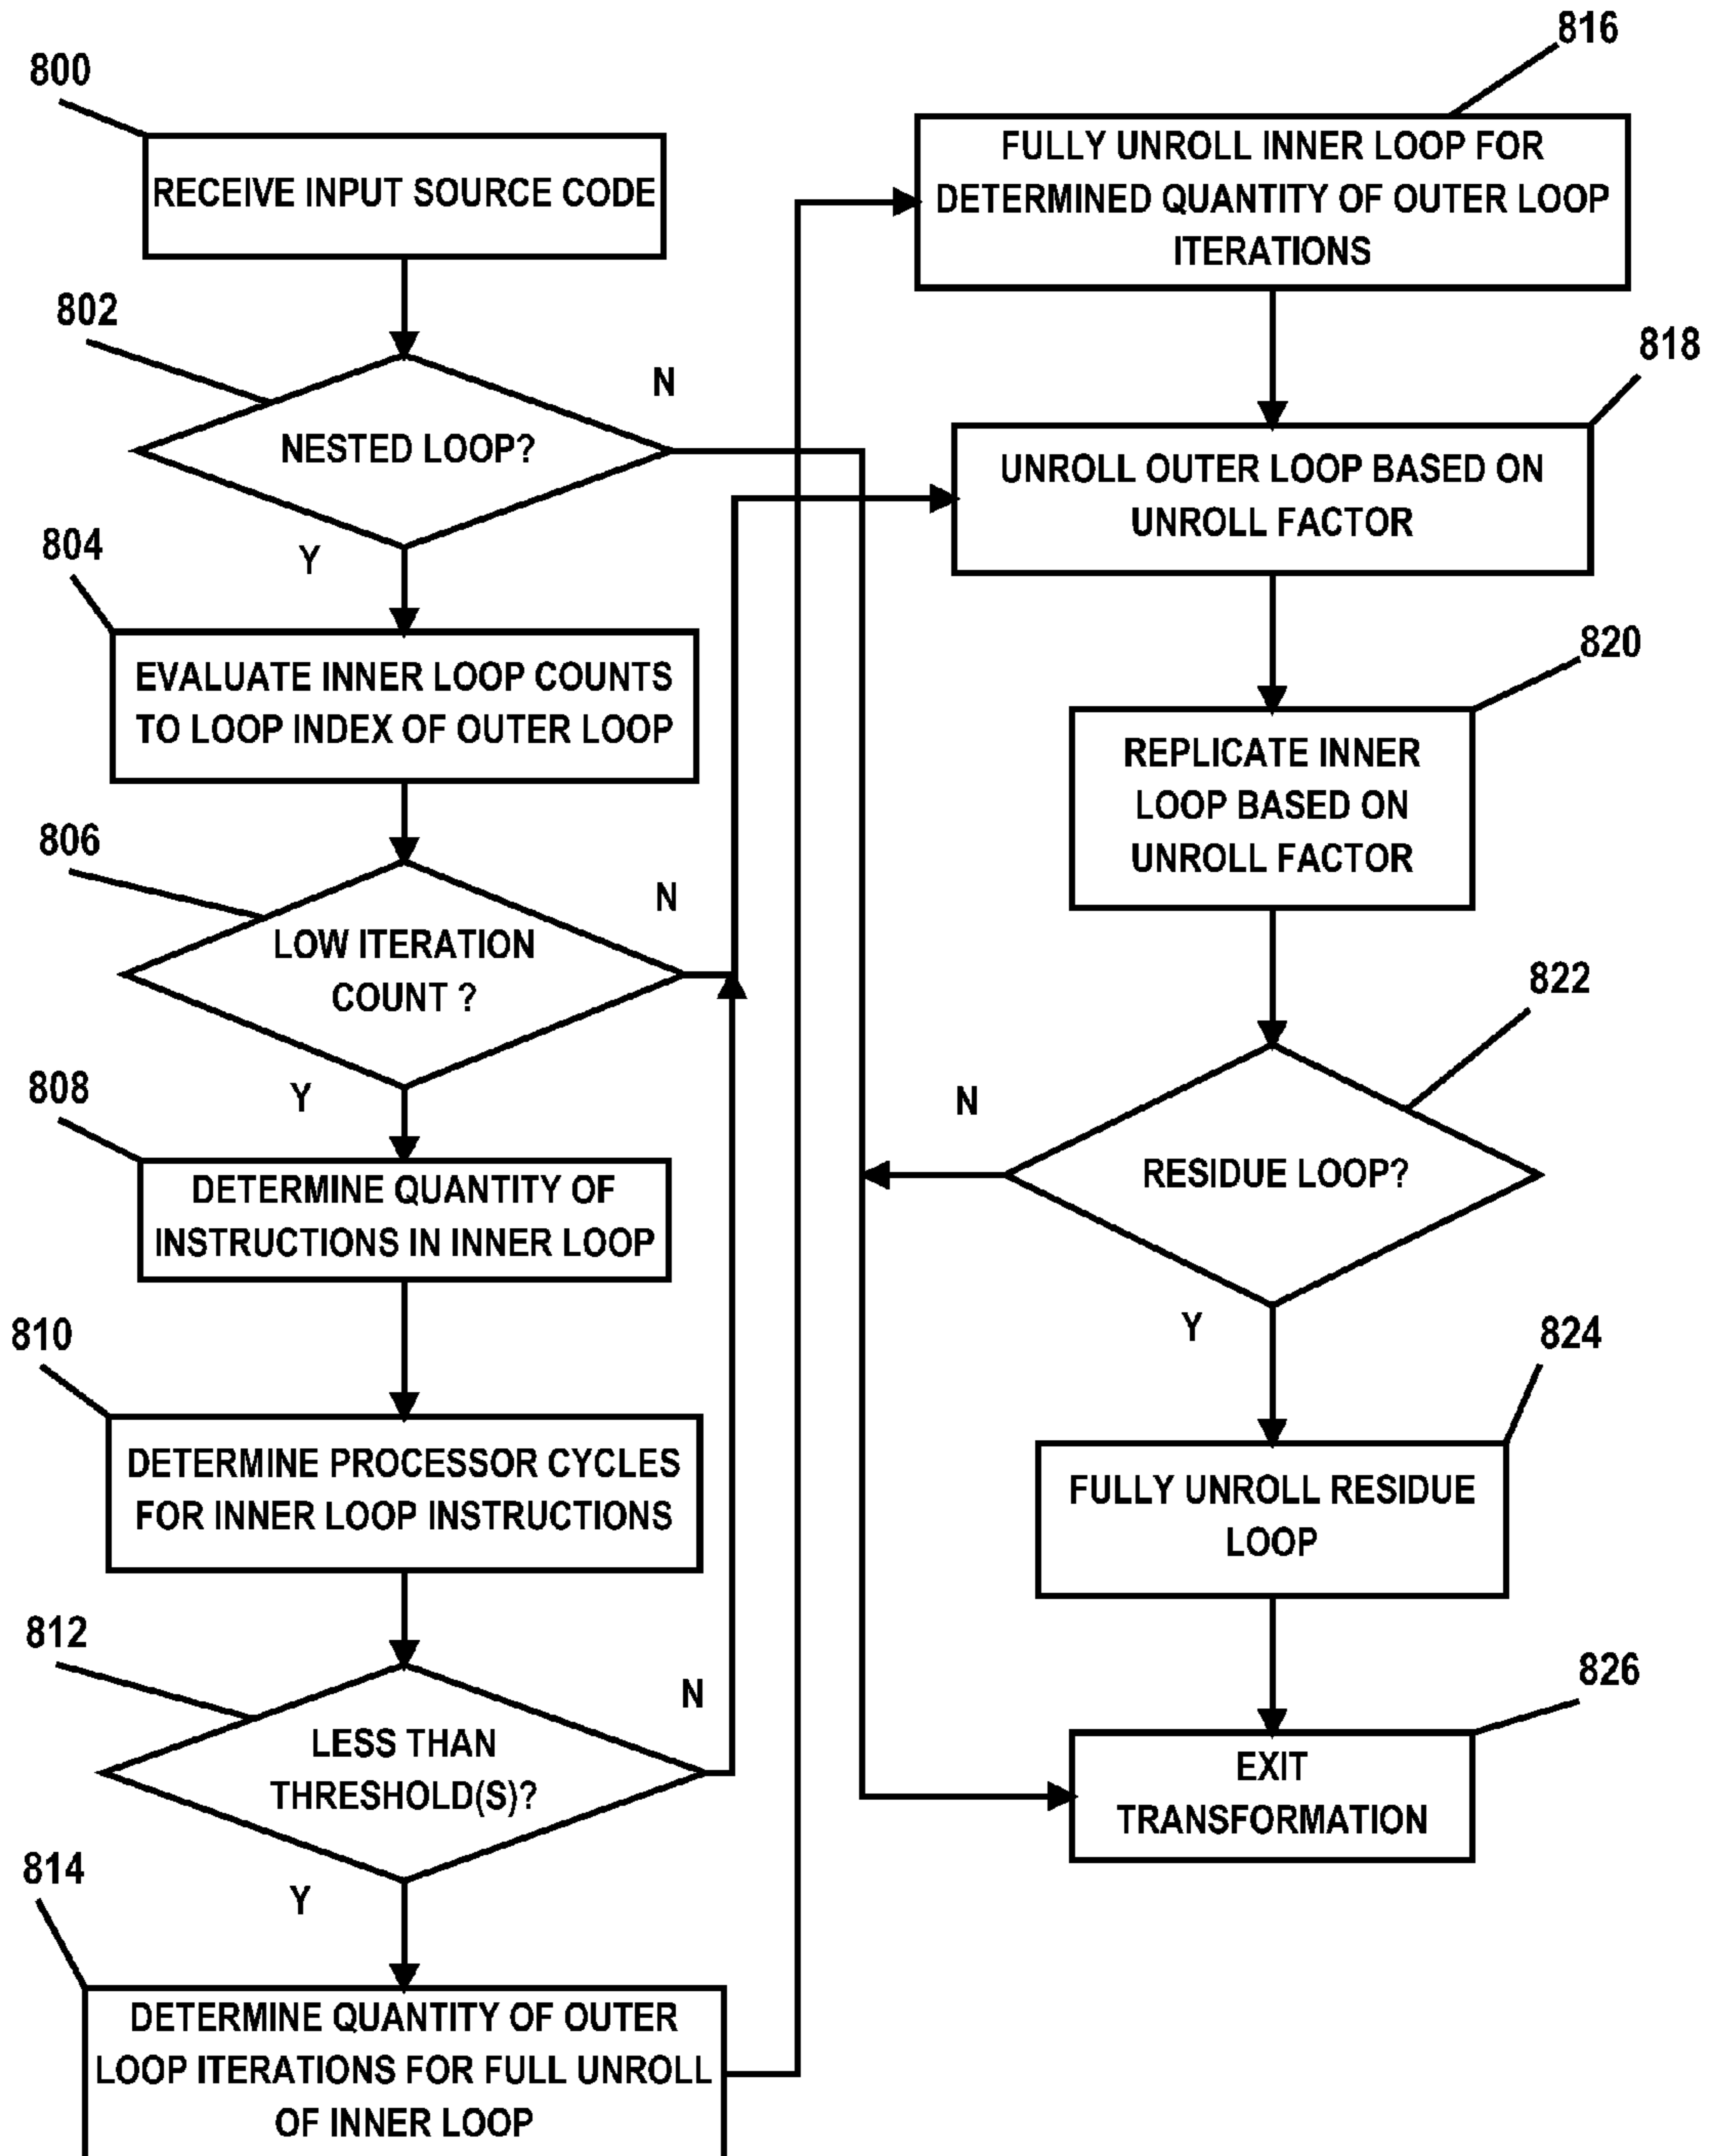 800
RECEIVE INPUT SOURCE CODE
802
NESTED LOOP?
N
Y
804
EVALUATE INNER LOOP COUNTS
TO LOOP INDEX OF OUTER LOOP
806
LOW ITERATION
COUNT ?
N
Y
808
DETERMINE QUANTITY OF
INSTRUCTIONS IN INNER LOOP
810
DETERMINE PROCESSOR CYCLES
FOR INNER LOOP INSTRUCTIONS
812
LESS THAN
THRESHOLD(S)?
N
Y
814
DETERMINE QUANTITY OF OUTER
LOOP ITERATIONS FOR FULL UNROLL
OF INNER LOOP
816
FULLY UNROLL INNER LOOP FOR
DETERMINED QUANTITY OF OUTER LOOP
ITERATIONS
818
UNROLL OUTER LOOP BASED ON
UNROLL FACTOR
820
REPLICATE INNER
LOOP BASED ON
UNROLL FACTOR
822
RESIDUE LOOP?
N
Y
824
FULLY UNROLL RESIDUE
LOOP
826
EXIT
TRANSFORMATION